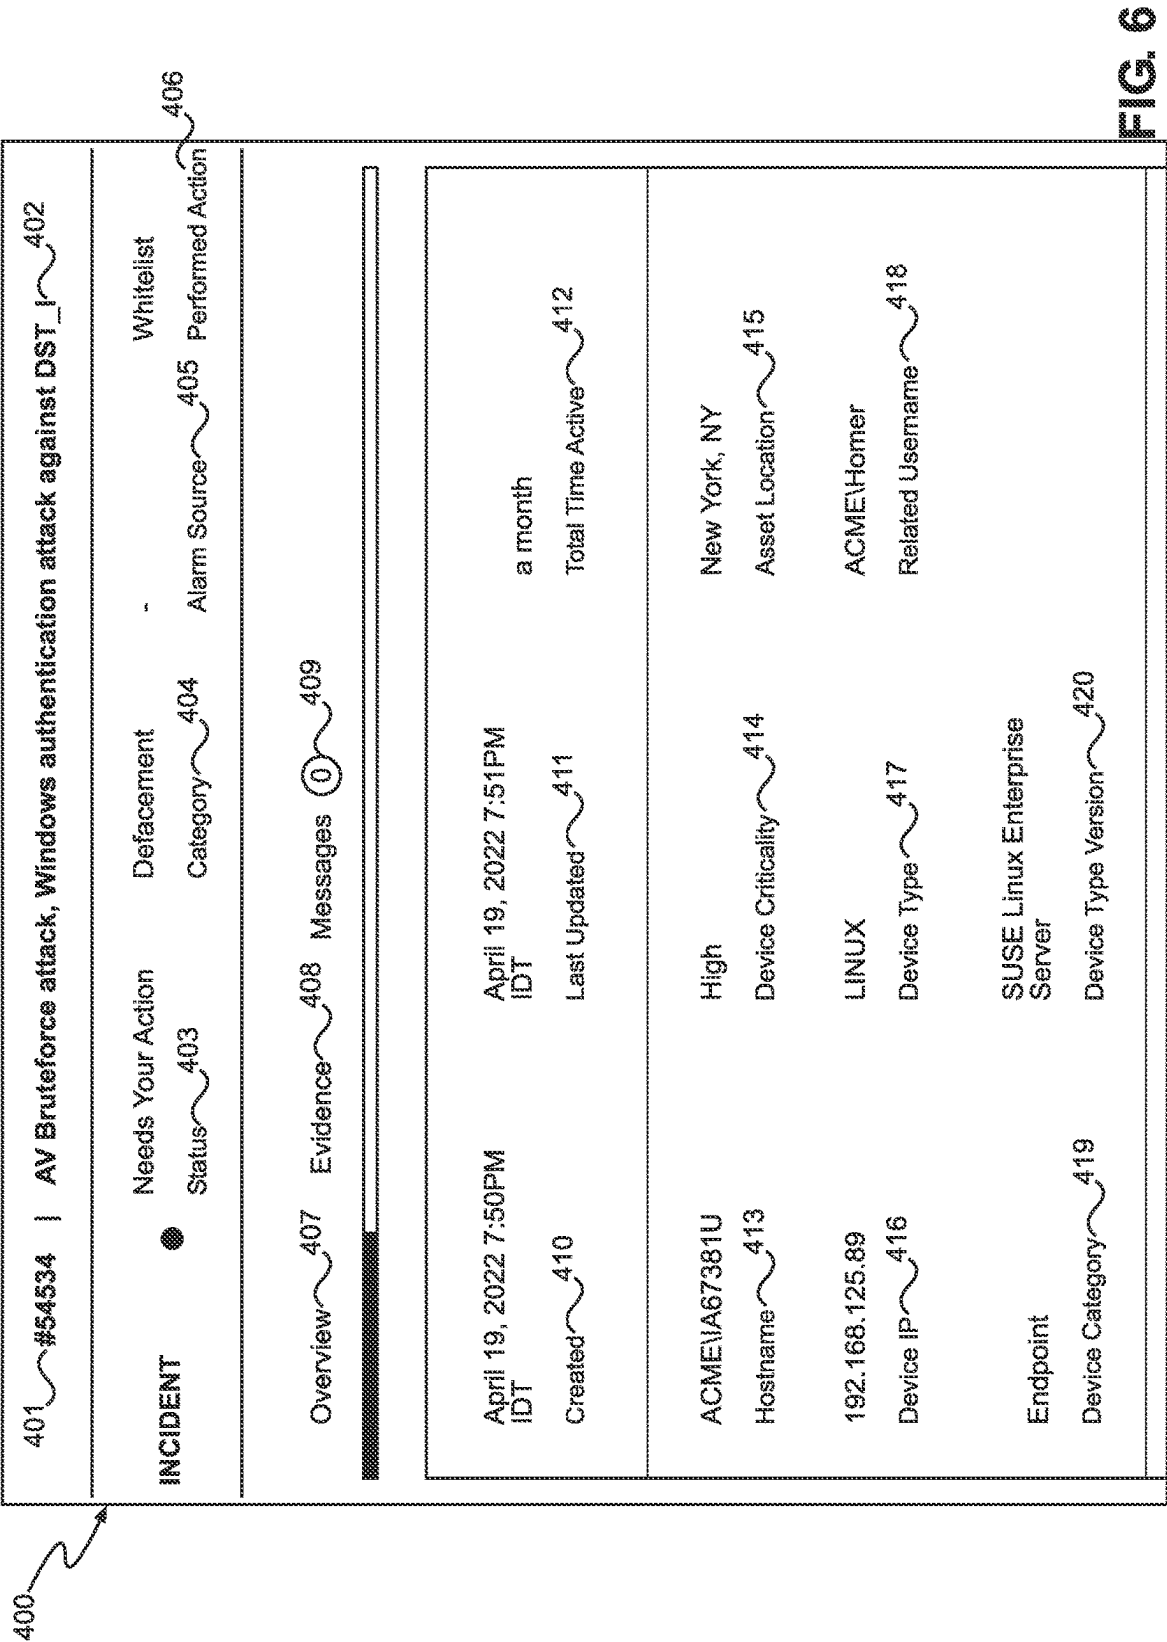 400
401 #54534 | AV Bruteforce attack, Windows authentication attack against DST_I 402
INCIDENT
Needs Your Action
Status 403
Defacement
Category 404
-
Alarm Source 405
Whitelist
Performed Action 406
Overview 407 Evidence 408 Messages 0 409
April 19, 2022 7:50PM
IDT
Created 410
April 19, 2022 7:51PM
IDT
Last Updated 411
a month
Total Time Active 412
ACME\IA67381U
Hostname 413
High
Device Criticality 414
New York, NY
Asset Location 415
192.168.125.89
Device IP 416
LINUX
Device Type 417
ACME\Homer
Related Username 418
Endpoint
Device Category 419
SUSE Linux Enterprise
Server
Device Type Version 420
FIG. 6